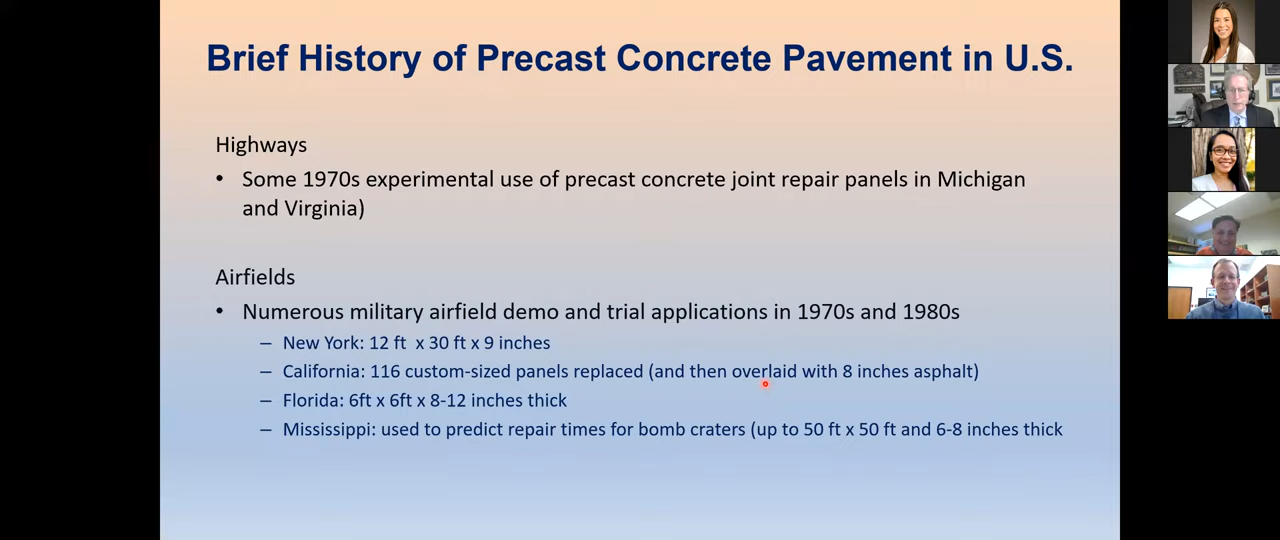 Brief History of Precast Concrete Pavement in U.S.
Highways
• Some 1970s experimental use of precast concrete joint repair panels in Michigan
and Virginia)
Airfields
• Numerous military airfield demo and trial applications in 1970s and 1980s
– New York: 12 ft x 30 ft x 9 inches
– California: 116 custom-sized panels replaced (and then overlaid with 8 inches asphalt)
– Florida: 6ft x 6ft x 8-12 inches thick
– Mississippi: used to predict repair times for bomb craters (up to 50 ft x 50 ft and 6-8 inches thick